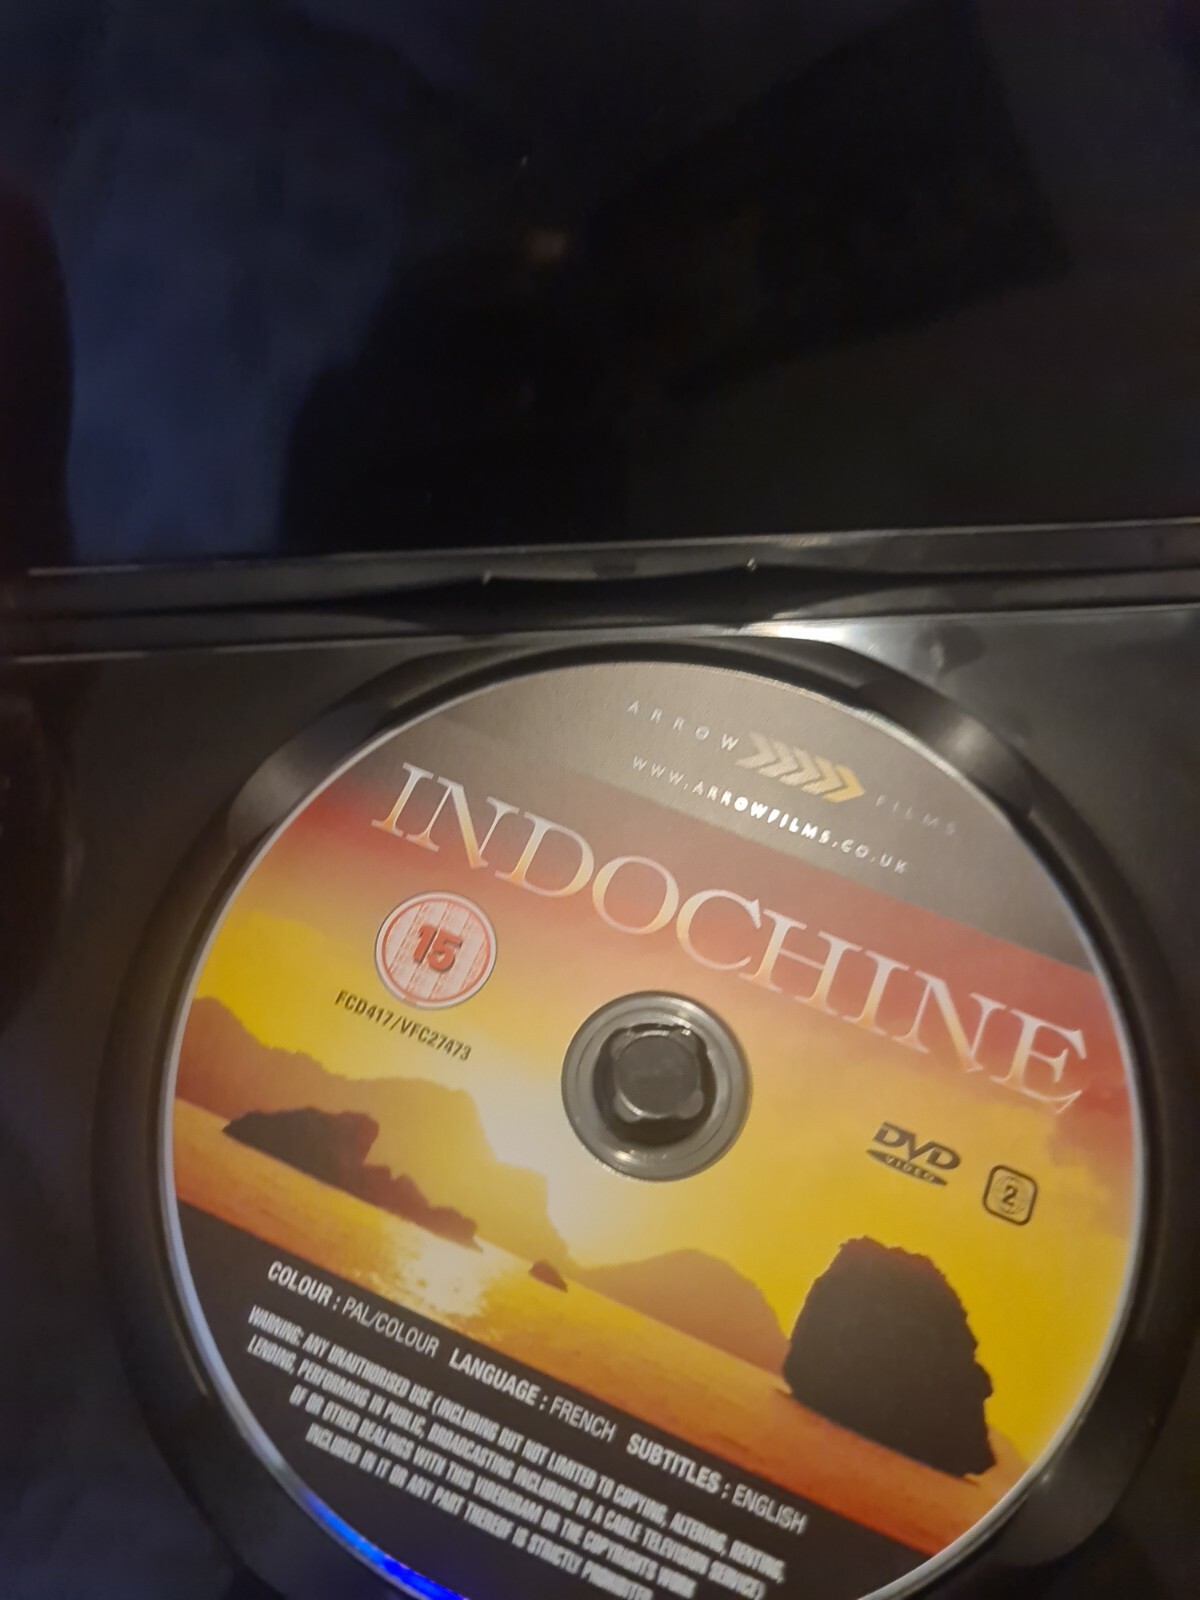 ARROW FILMS
WWW.ARROWFILMS.CO.UK
INDOCHINE
15
FCD417/VFC27473
DVD
VIDEO
2
COLOUR : PAL/COLOUR LANGUAGE : FRENCH SUBTITLES : ENGLISH
WARNING: ANY UNAUTHORISED USE (INCLUDING BUT NOT LIMITED TO COPYING, ALTERING, RENTING,
LENDING, PERFORMING IN PUBLIC, BROADCASTING INCLUDING IN A CABLE TELEVISION SERVICE)
OF OR OTHER DEALINGS WITH THIS VIDEOGRAM OR THE COPYRIGHTS WORK
INCLUDED IN IT OR ANY PART THEREOF IS STRICTLY PROHIBITED